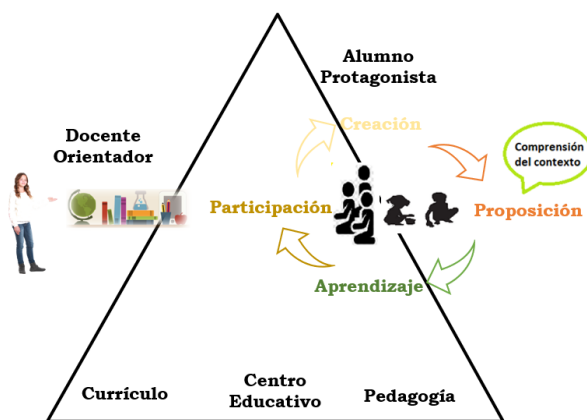 Alumno
Protagonista
Docente
Orientador
Creación
Comprensión
del contexto
Participación
Proposición
Aprendizaje
Currículo
Centro
Educativo
Pedagogía